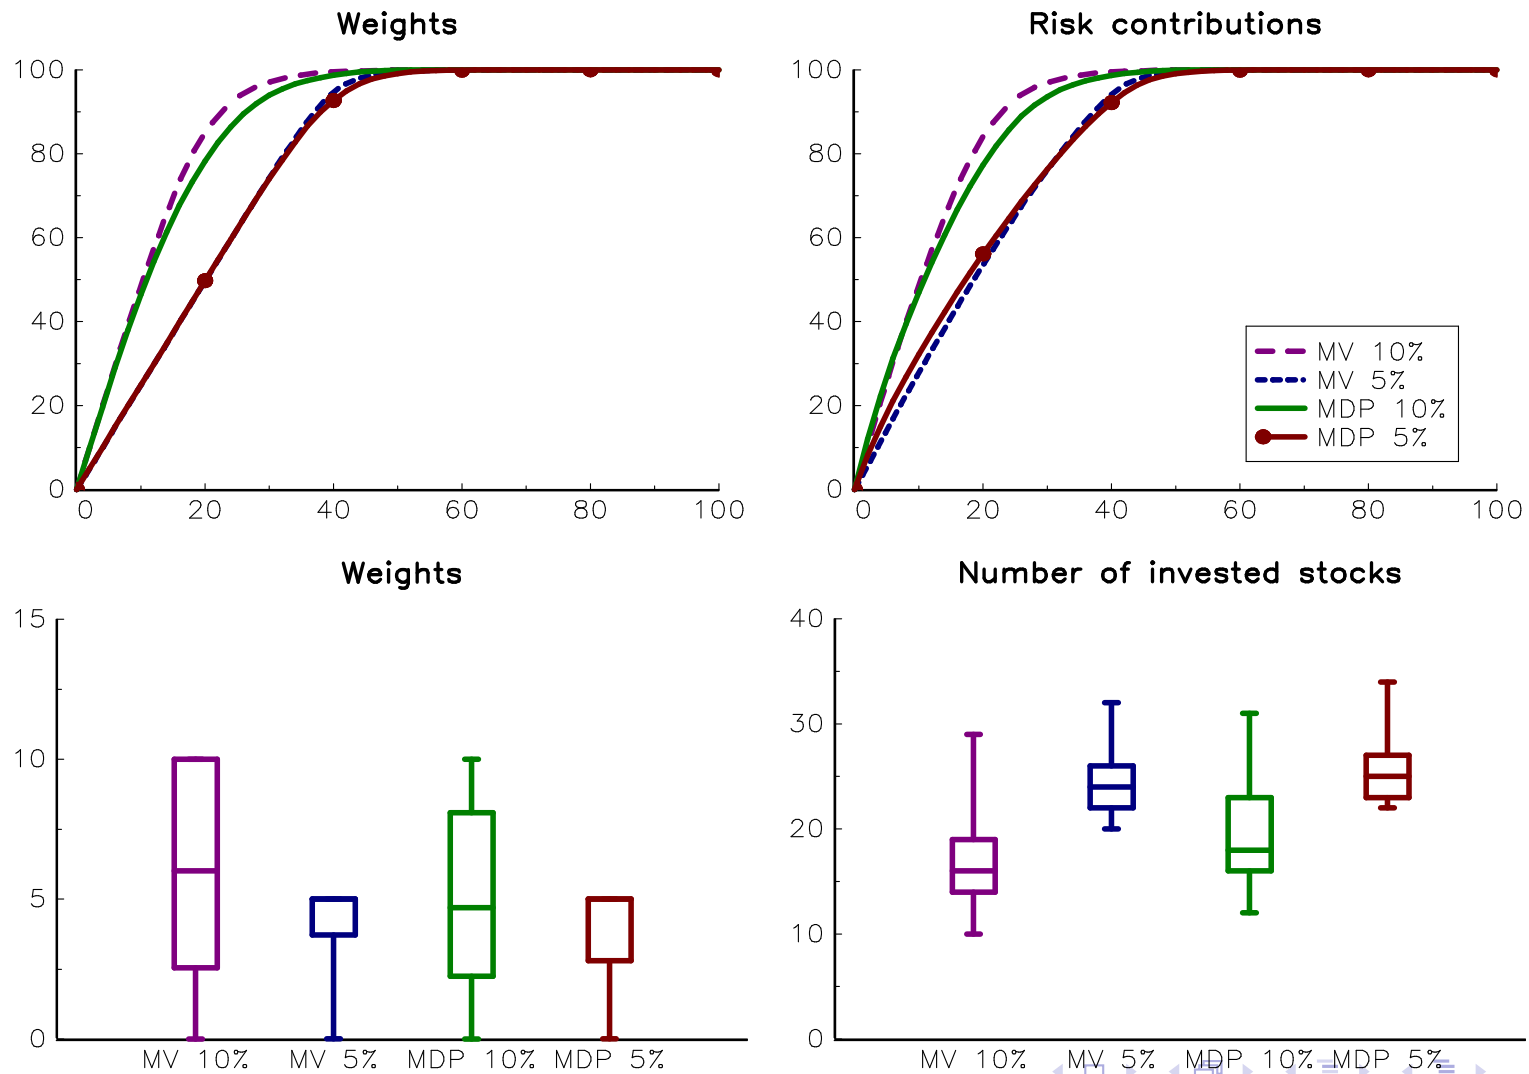 Weights
100
80
60
40
20
0
0 20 40 60 80 100
Risk contributions
100
80
60
40
20
0
0 20 40 60 80 100
MV 10%
MV 5%
MDP 10%
MDP 5%
Weights
15
10
5
0
MV 10% MV 5% MDP 10% MDP 5%
Number of invested stocks
40
30
20
10
0
MV 10% MV 5% MDP 10% MDP 5%